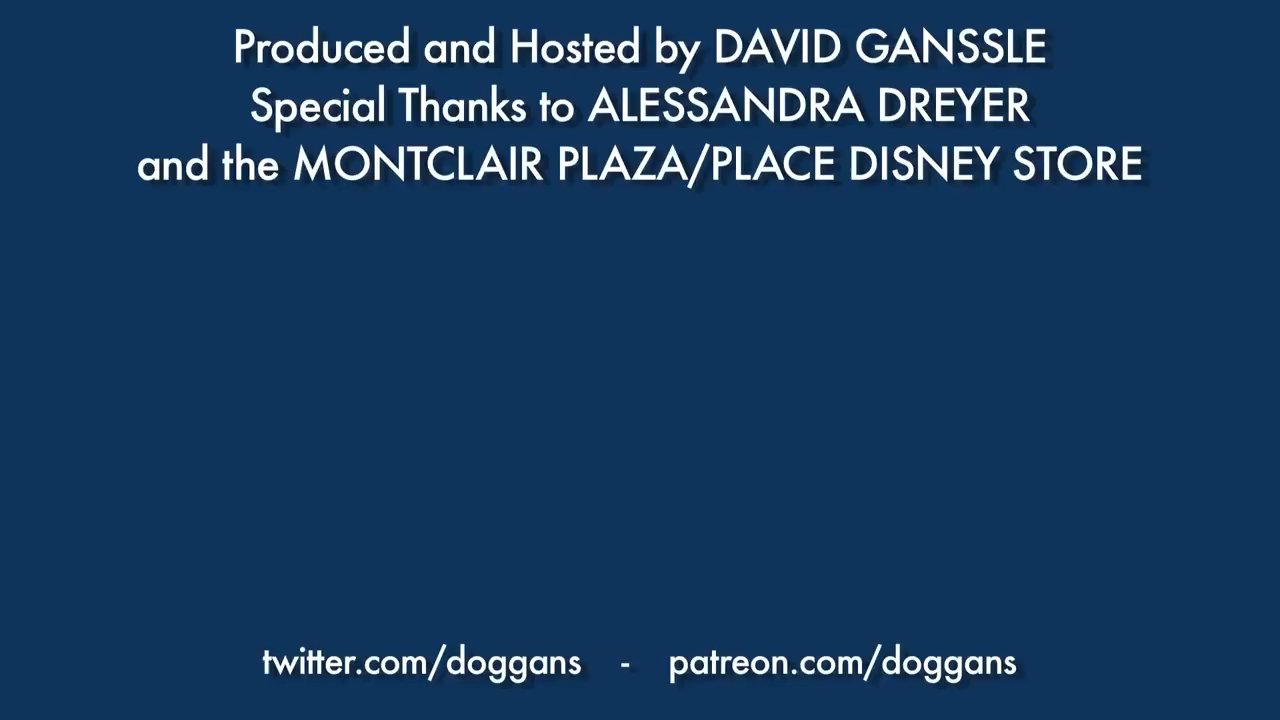 Produced and Hosted by DAVID GANSSLE
Special Thanks to ALESSANDRA DREYER
and the MONTCLAIR PLAZA/PLACE DISNEY STORE
twitter.com/doggans - patreon.com/doggans